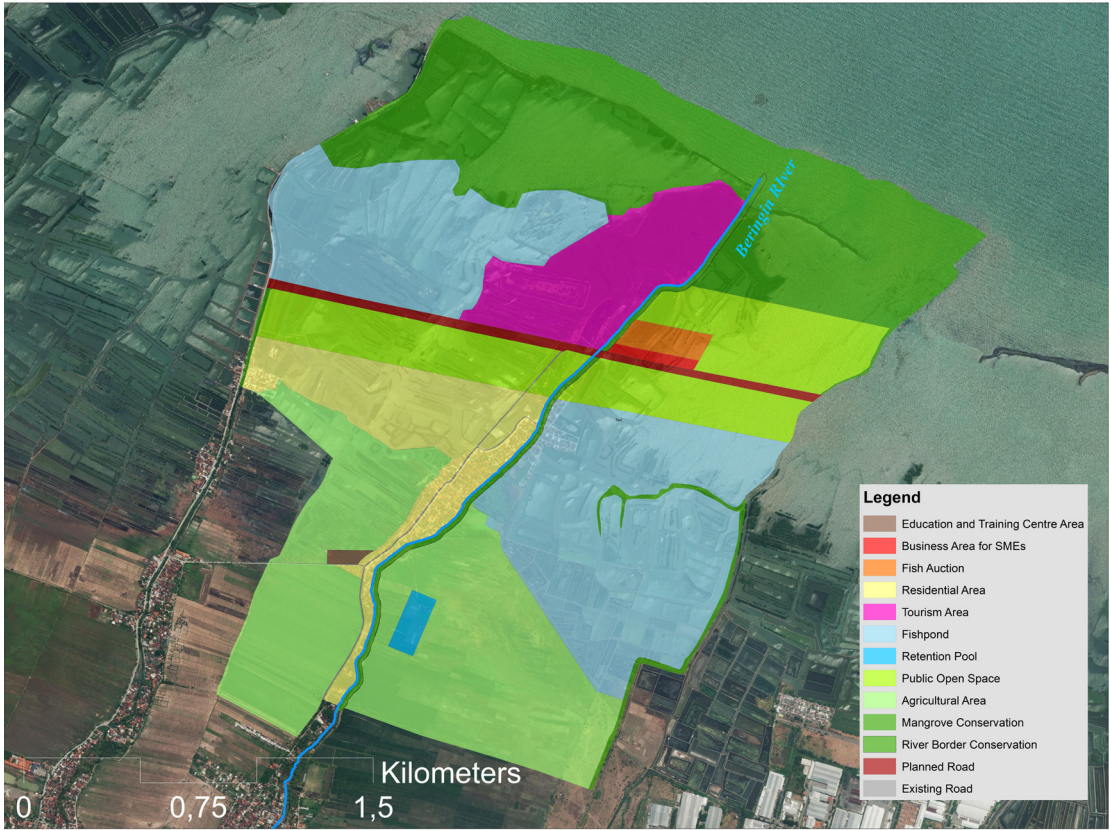 Beringin RIver
Legend
Education and Training Centre Area
Business Area for SMEs
Fish Auction
Residential Area
Tourism Area
Fishpond
Retention Pool
Public Open Space
Agricultural Area
Mangrove Conservation
River Border Conservation
Planned Road
Existing Road
Kilometers
0 0,75 1,5